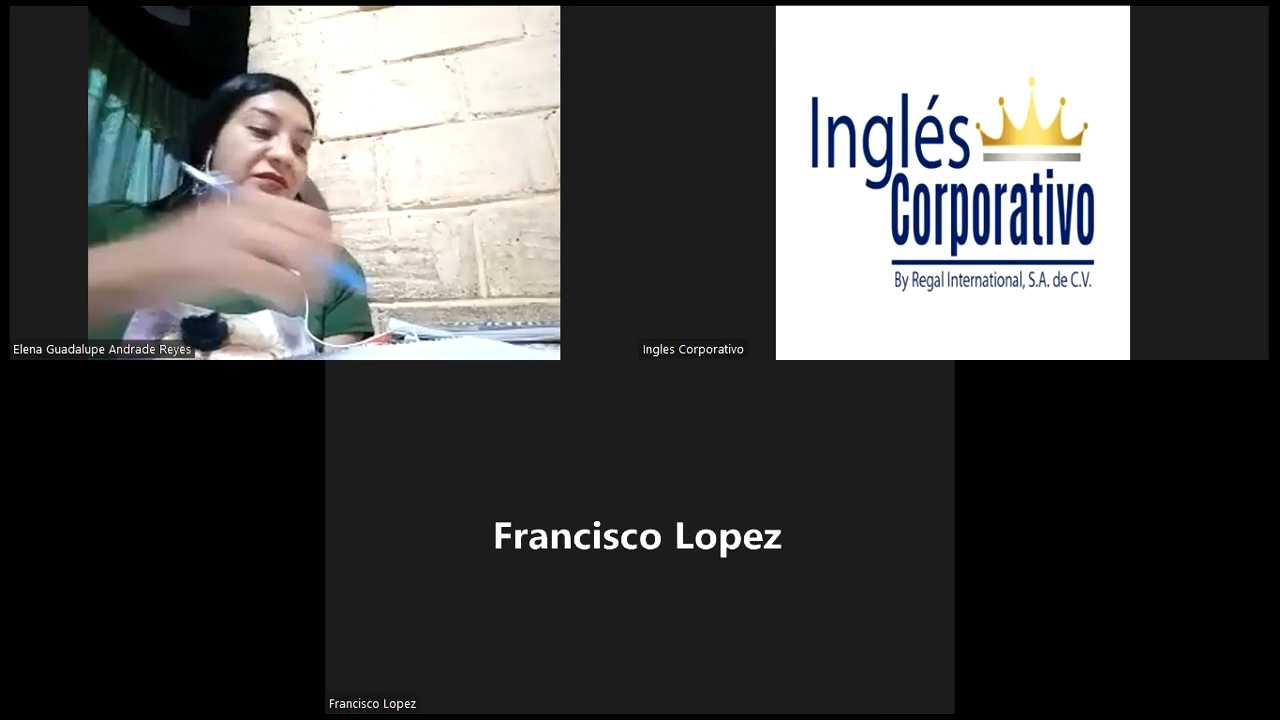 Inglés
Corporativo
By Regal International, S.A. de C.V.
Elena Guadalupe Andrade Reyes
Ingles Corporativo
Francisco Lopez
Francisco Lopez